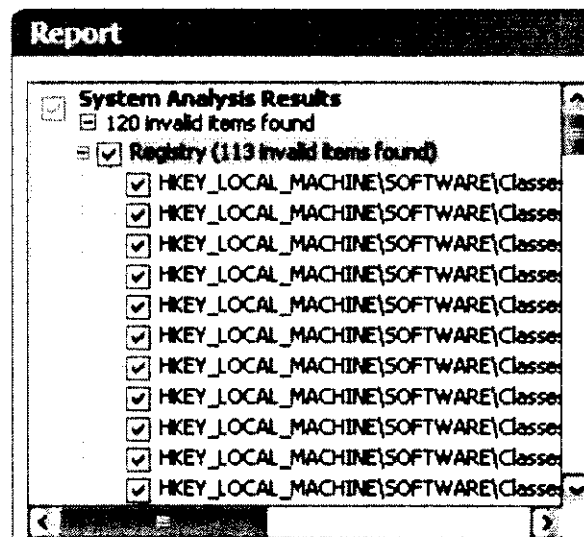 Report
System Analysis Results
120 invalid items found
Registry (113 invalid items found)
HKEY_LOCAL_MACHINE\SOFTWARE\Classes
HKEY_LOCAL_MACHINE\SOFTWARE\Classes
HKEY_LOCAL_MACHINE\SOFTWARE\Classes
HKEY_LOCAL_MACHINE\SOFTWARE\Classes
HKEY_LOCAL_MACHINE\SOFTWARE\Classes
HKEY_LOCAL_MACHINE\SOFTWARE\Classes
HKEY_LOCAL_MACHINE\SOFTWARE\Classes
HKEY_LOCAL_MACHINE\SOFTWARE\Classes
HKEY_LOCAL_MACHINE\SOFTWARE\Classes
HKEY_LOCAL_MACHINE\SOFTWARE\Classes
HKEY_LOCAL_MACHINE\SOFTWARE\Classes